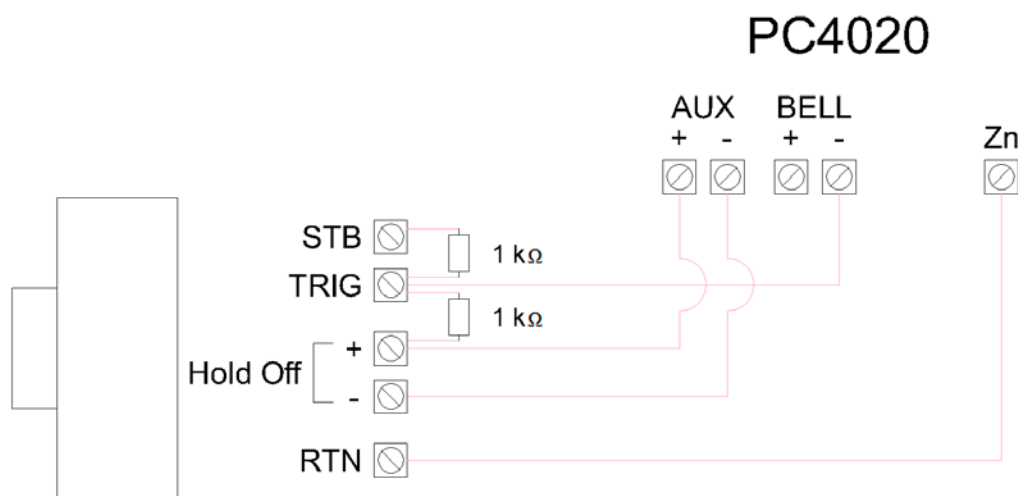 PC4020
AUX BELL
+ - + - Zn
STB
1 kΩ
TRIG
1 kΩ
+
Hold Off
-
RTN